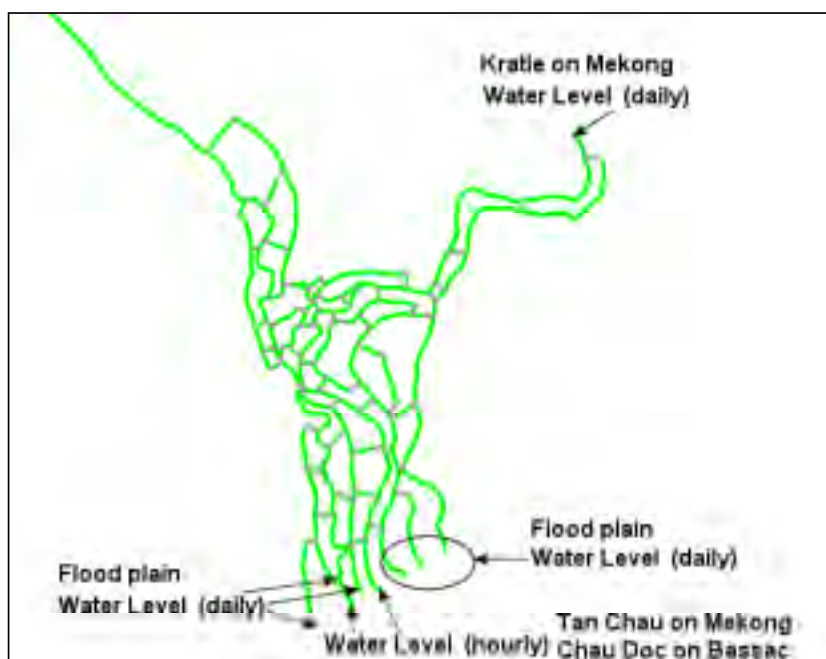 Kratie on Mekong
Water Level (daily)
Flood plain
Water Level (daily)
Flood plain
Water Level (daily)
Water Level (hourly)
Tan Chau on Mekong
Chau Doc on Bassac